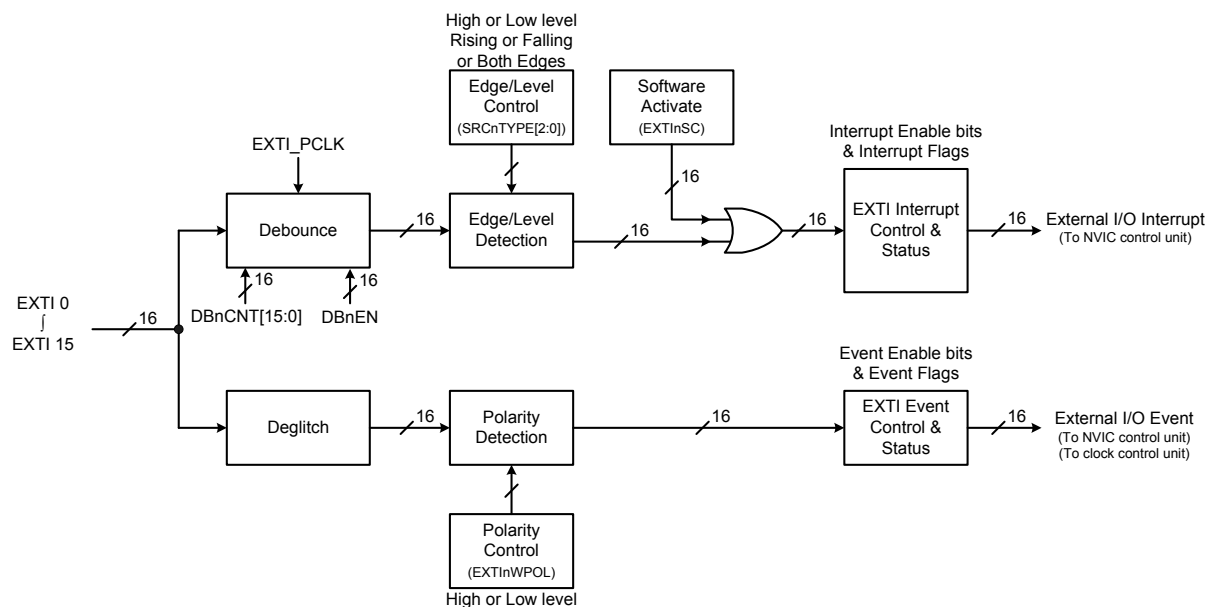 High or Low level
Rising or Falling
or Both Edges
Edge/Level
Control
(SRCnTYPE[2:0])
Software
Activate
(EXTInSC)
Interrupt Enable bits
& Interrupt Flags
EXTI_PCLK
16
16
Debounce
16
Edge/Level
Detection
16
EXTI Interrupt
Control &
Status
16
External I/O Interrupt
(To NVIC control unit)
16
16
DBnCNT[15:0]
DBnEN
EXTI 0
∫
EXTI 15
16
Event Enable bits
& Event Flags
Deglitch
16
Polarity
Detection
16
EXTI Event
Control &
Status
16
External I/O Event
(To NVIC control unit)
(To clock control unit)
Polarity
Control
(EXTInWPOL)
High or Low level